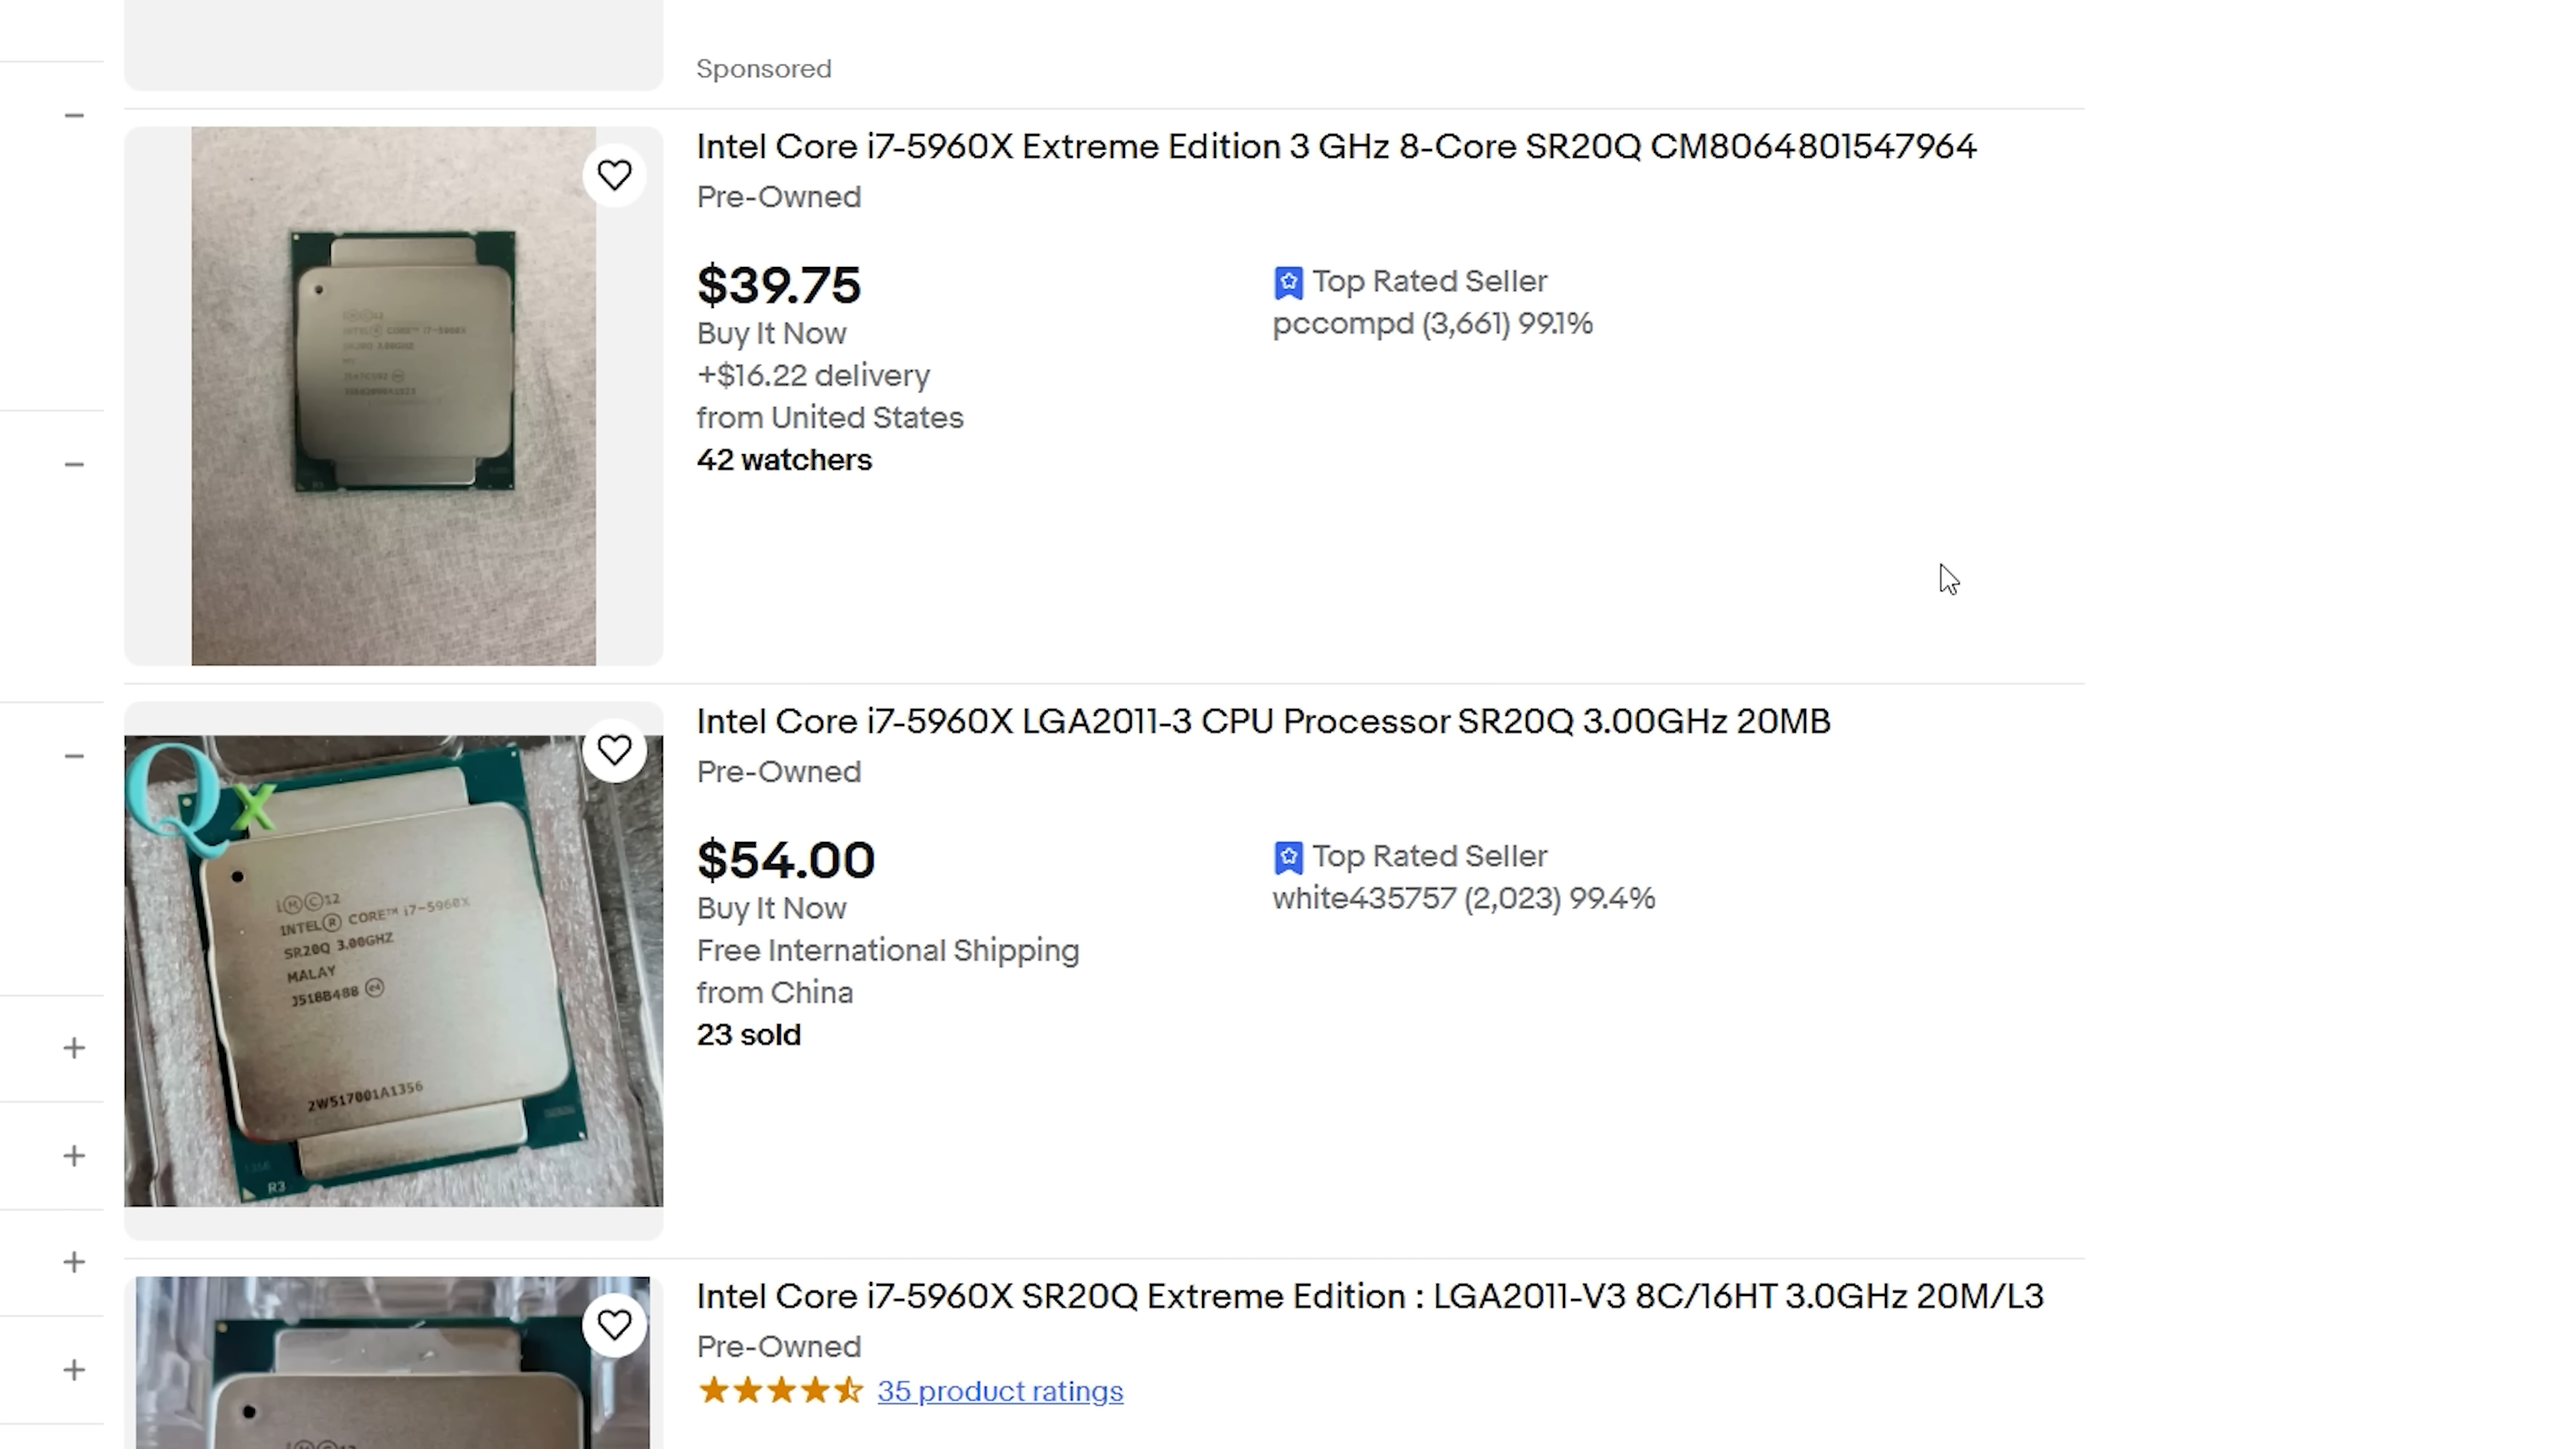 Sponsored
Intel Core i7-5960X Extreme Edition 3 GHz 8-Core SR20Q CM8064801547964
Pre-Owned
$39.75
Buy It Now
+$16.22 delivery
from United States
42 watchers
Top Rated Seller
pccompd (3,661) 99.1%
Intel Core i7-5960X LGA2011-3 CPU Processor SR20Q 3.00GHz 20MB
Pre-Owned
$54.00
Buy It Now
Free International Shipping
from China
23 sold
Top Rated Seller
white435757 (2,023) 99.4%
Qx
i Ⓜ Ⓒ 12
INTEL® CORE™ i7-5960X
SR20Q 3.00GHZ
MALAY
J518B488
2W517001A1356
R3
Intel Core i7-5960X SR20Q Extreme Edition : LGA2011-V3 8C/16HT 3.0GHz 20M/L3
Pre-Owned
35 product ratings